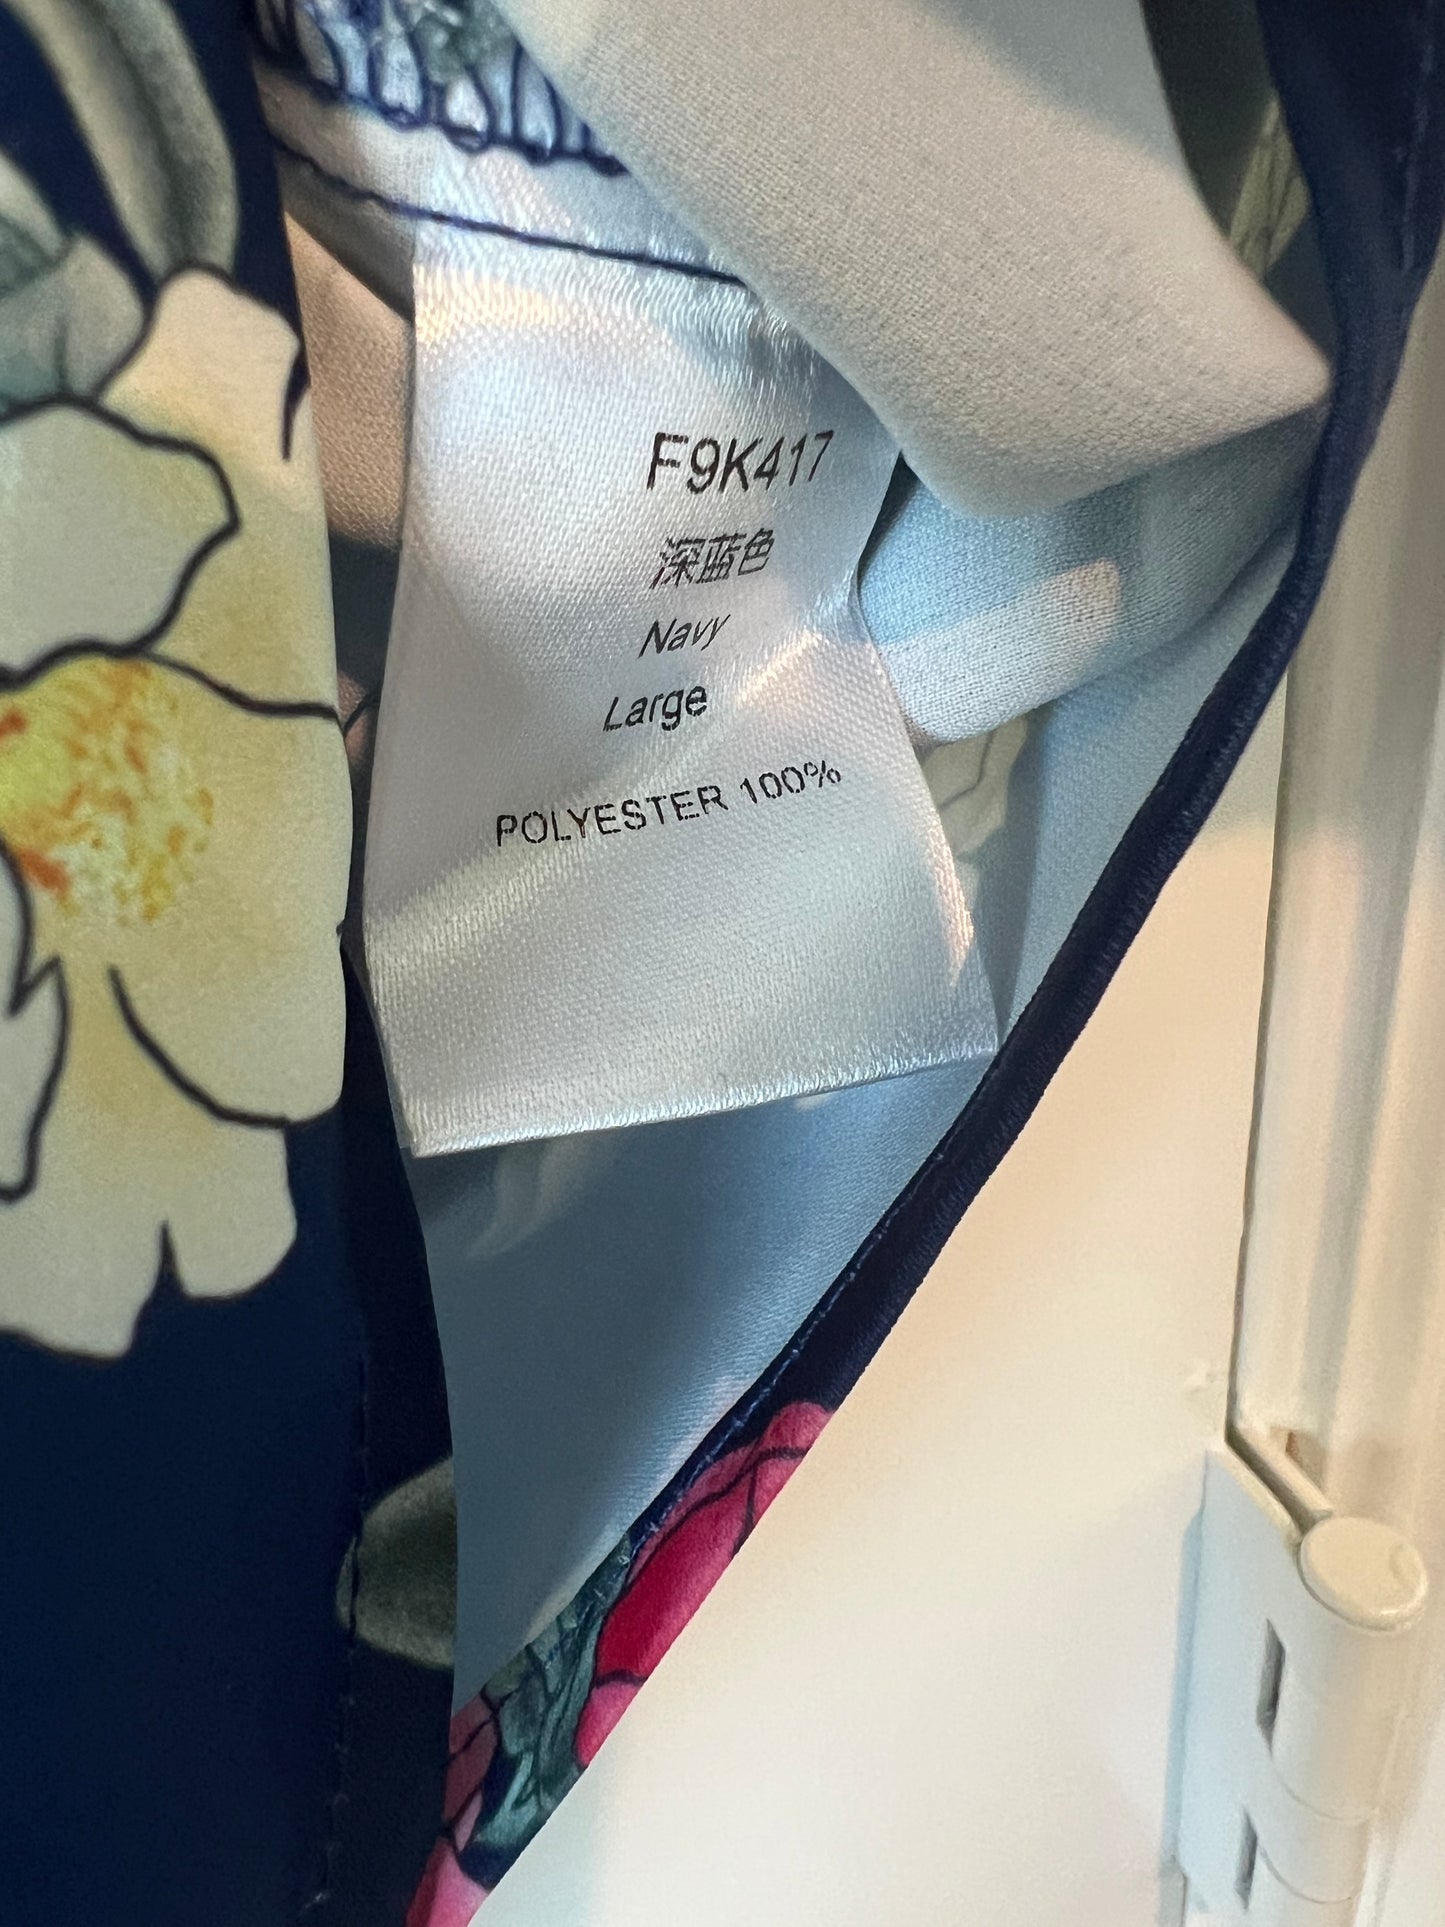 F9K417
深蓝色
Navy
Large
POLYESTER 100%